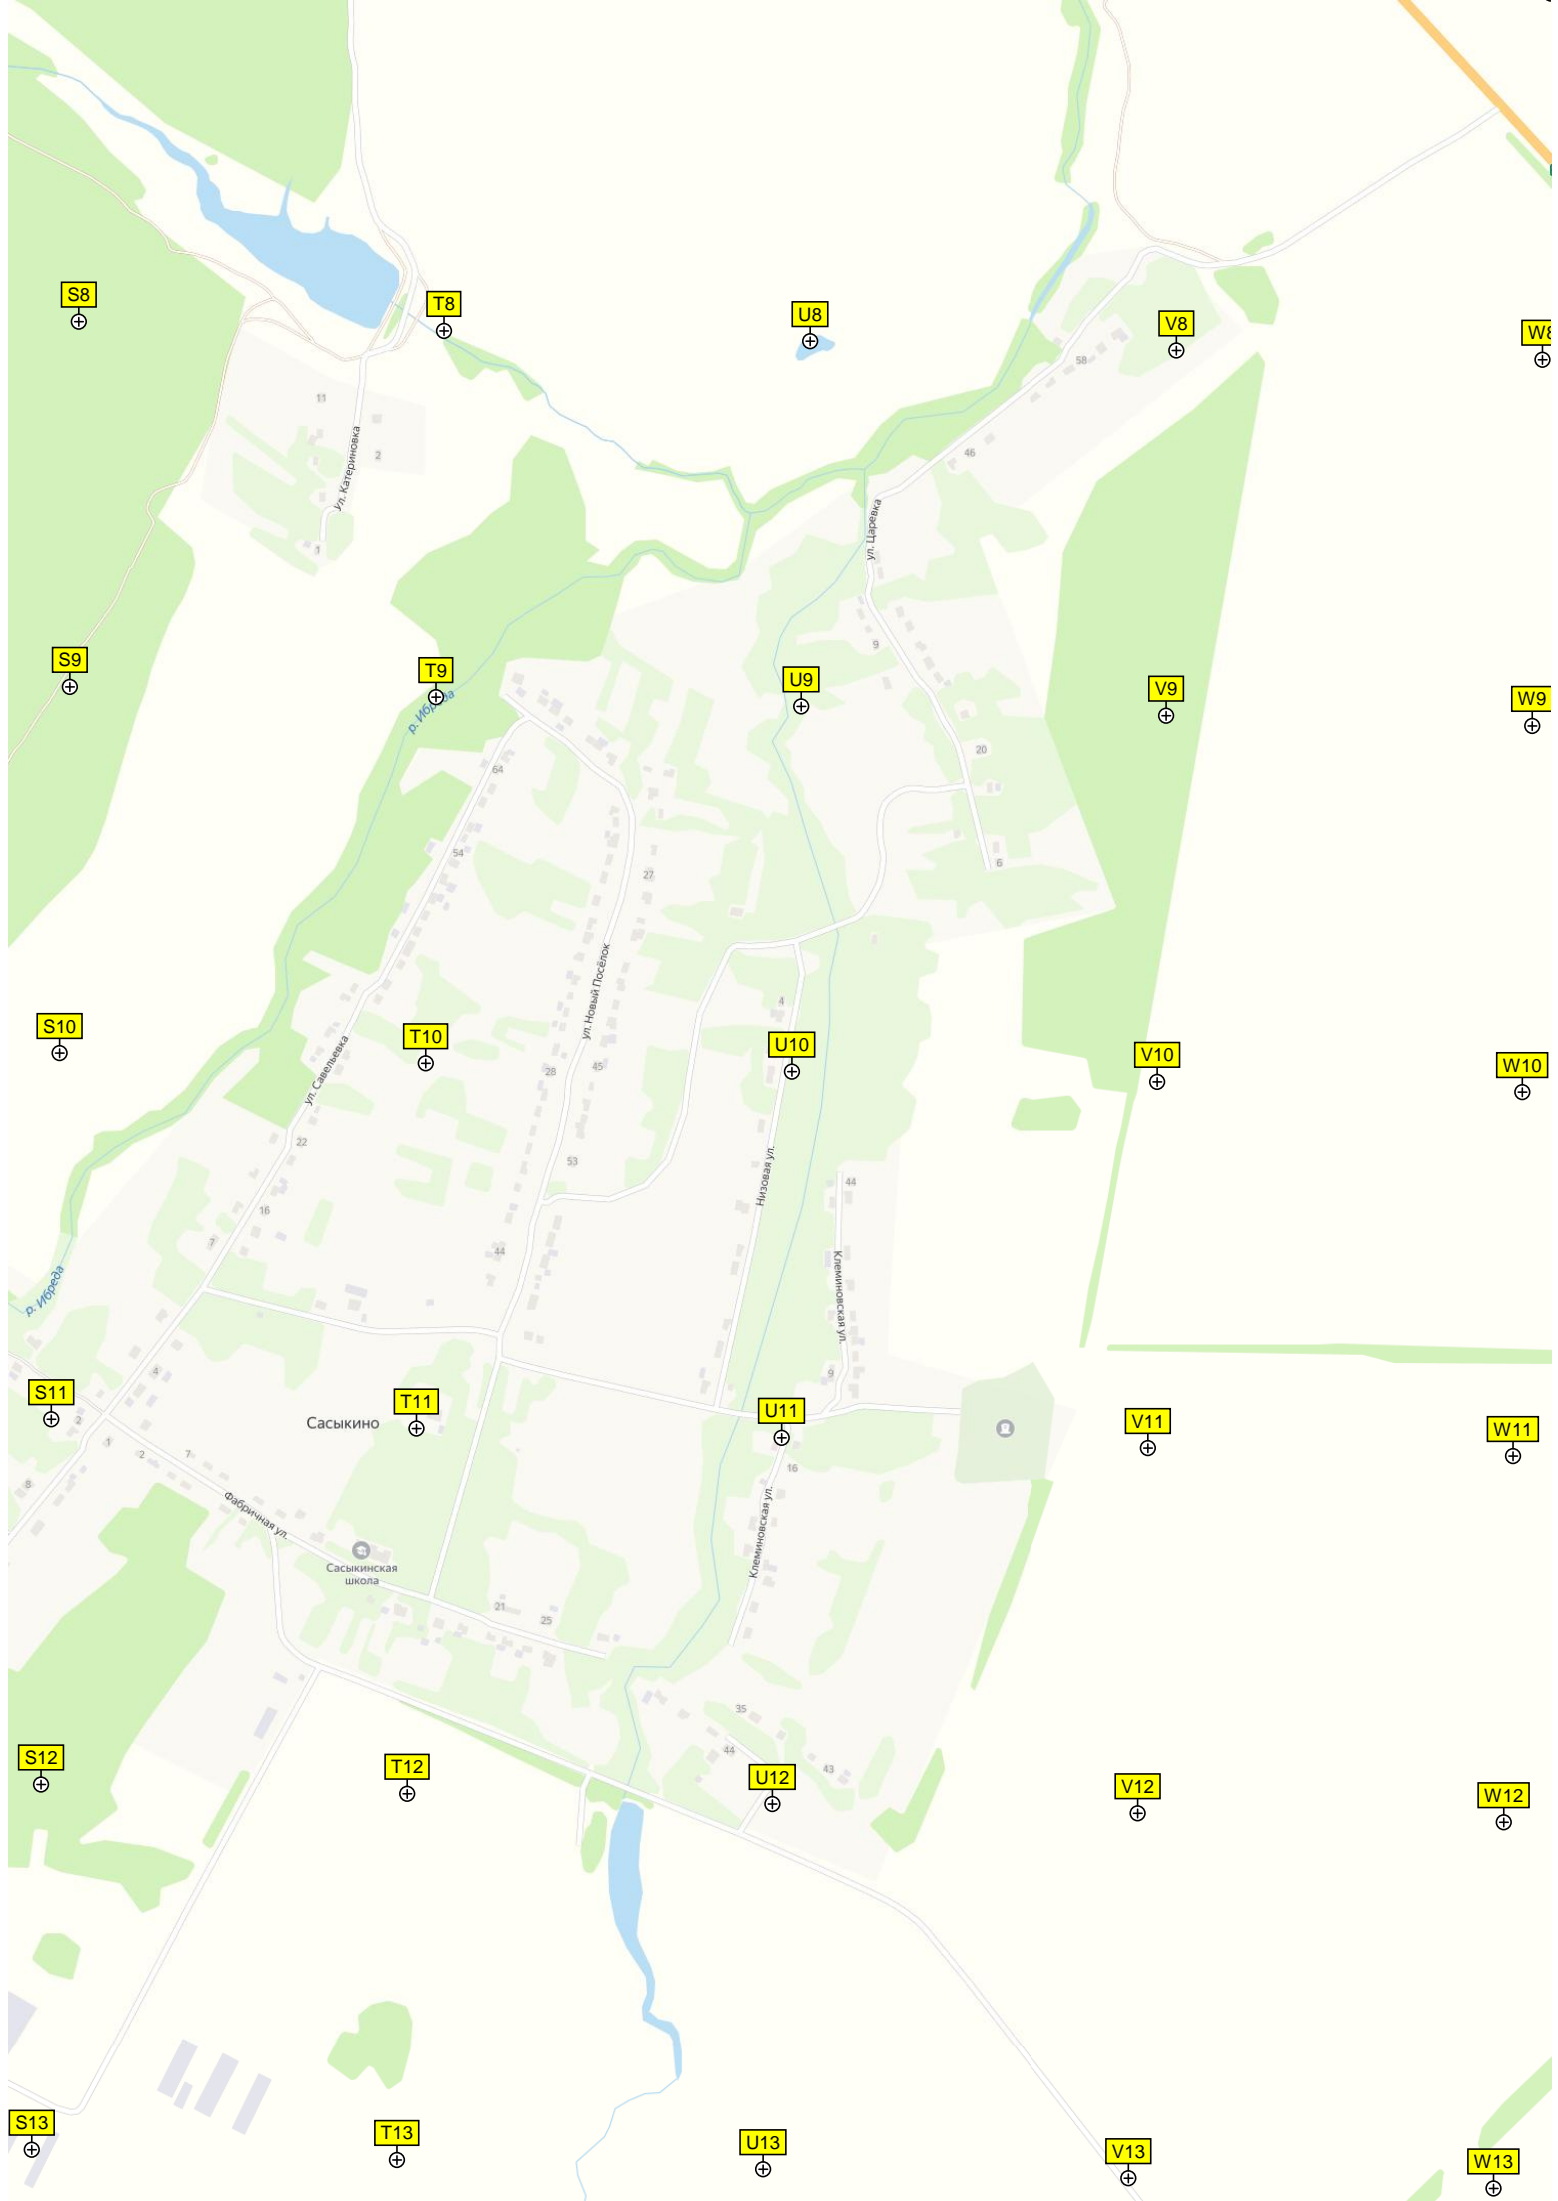 S8
T8
U8
V8
W8
58
11
2
ул. Катериновка
46
1
ул. Царевка
9
S9
T9
U9
V9
W9
р. Ибреда
64
20
54
6
27
ул. Новый Посёлок
4
S10
T10
U10
V10
W10
ул. Савельевка
28
45
22
53
Низовая ул.
44
16
7
44
р. Ибреда
Клеминовская ул.
4
9
S11
T11
U11
V11
W11
2
Сасыкино
1
2
7
8
16
Фабричная ул.
Клеминовская ул.
Сасыкинская
школа
21
25
35
44
43
S12
T12
U12
V12
W12
S13
T13
U13
V13
W13